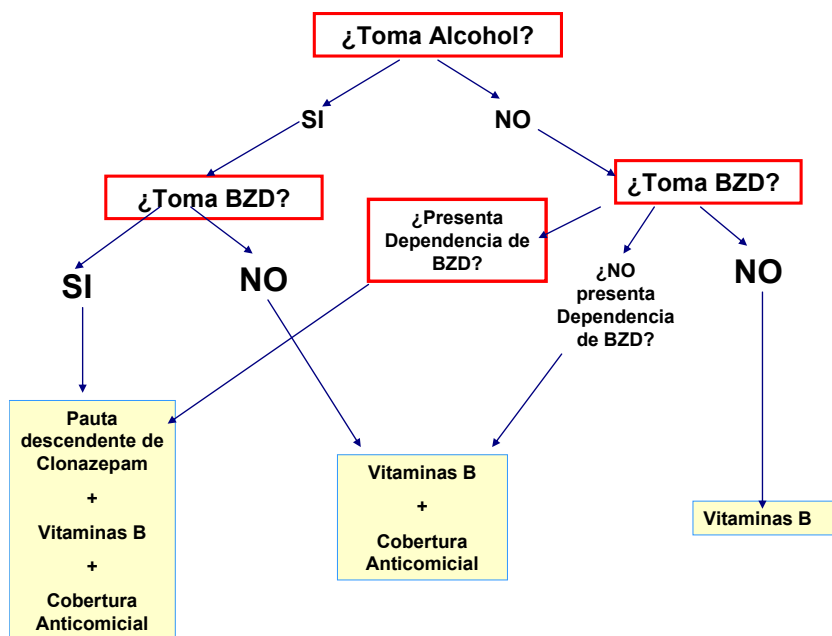 ¿Toma Alcohol?
SI
NO
¿Toma BZD?
¿Toma BZD?
¿Presenta
Dependencia de
BZD?
SI
NO
¿NO
presenta
Dependencia
de BZD?
NO
Pauta
descendente de
Clonazepam
+
Vitaminas B
+
Cobertura
Anticomicial
Vitaminas B
+
Cobertura
Anticomicial
Vitaminas B